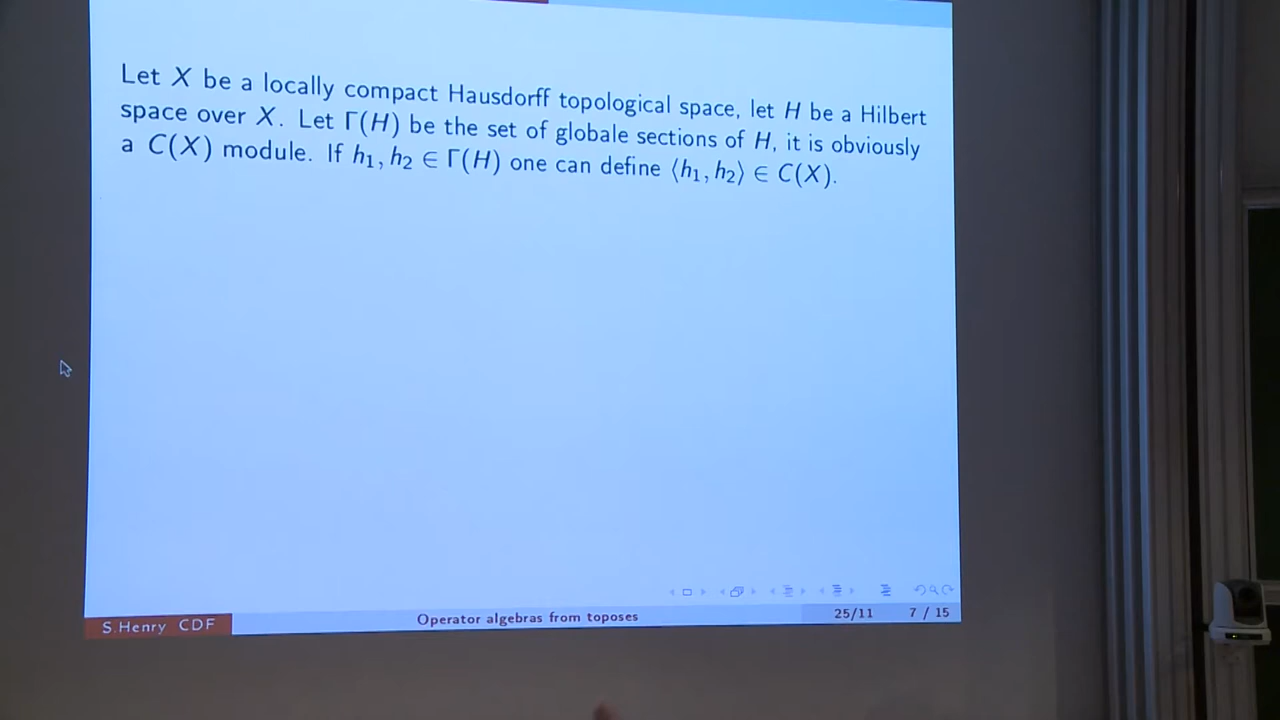 Let X be a locally compact Hausdorff topological space, let H be a Hilbert
space over X. Let Γ(H) be the set of globale sections of H, it is obviously
a C(X) module. If h₁, h₂ ∈ Γ(H) one can define ⟨h₁, h₂⟩ ∈ C(X).
S.Henry CDF
Operator algebras from toposes
25/11
7 / 15